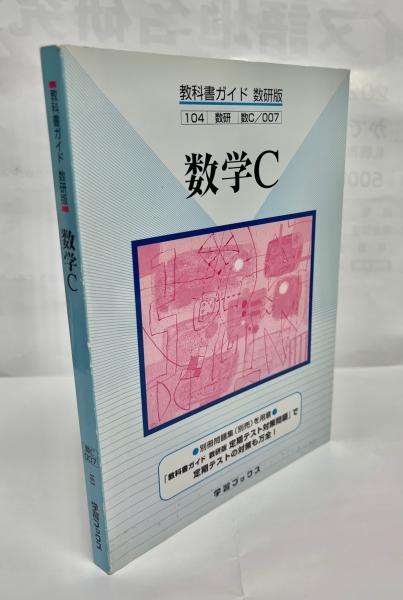 教科書ガイド 数研版
104 数研 数C/007
数学C
●別冊問題集(別売)を用意●
「教科書ガイド 数研版 定期テスト対策問題」で
定期テストの対策も万全!
学習ブックス
教科書ガイド 数研版
数学C
数C
007
104
学習ブックス